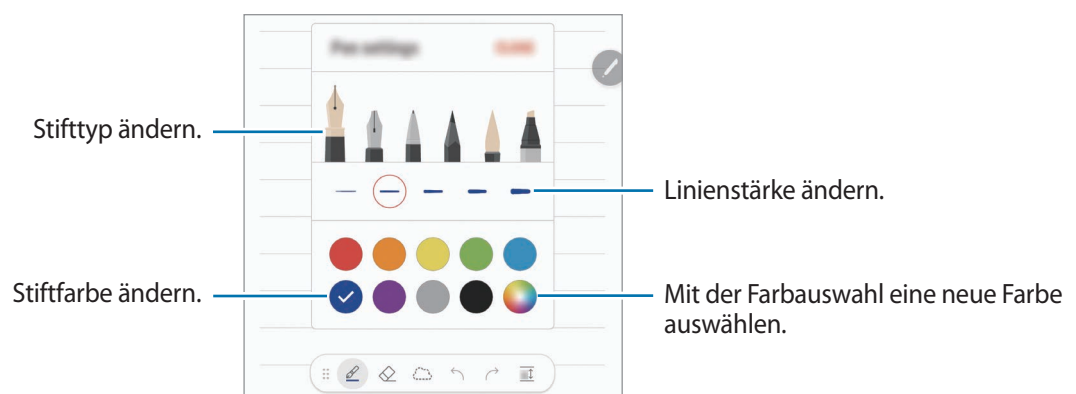 Stifttyp ändern.
Linienstärke ändern.
Stiftfarbe ändern.
Mit der Farbauswahl eine neue Farbe
auswählen.